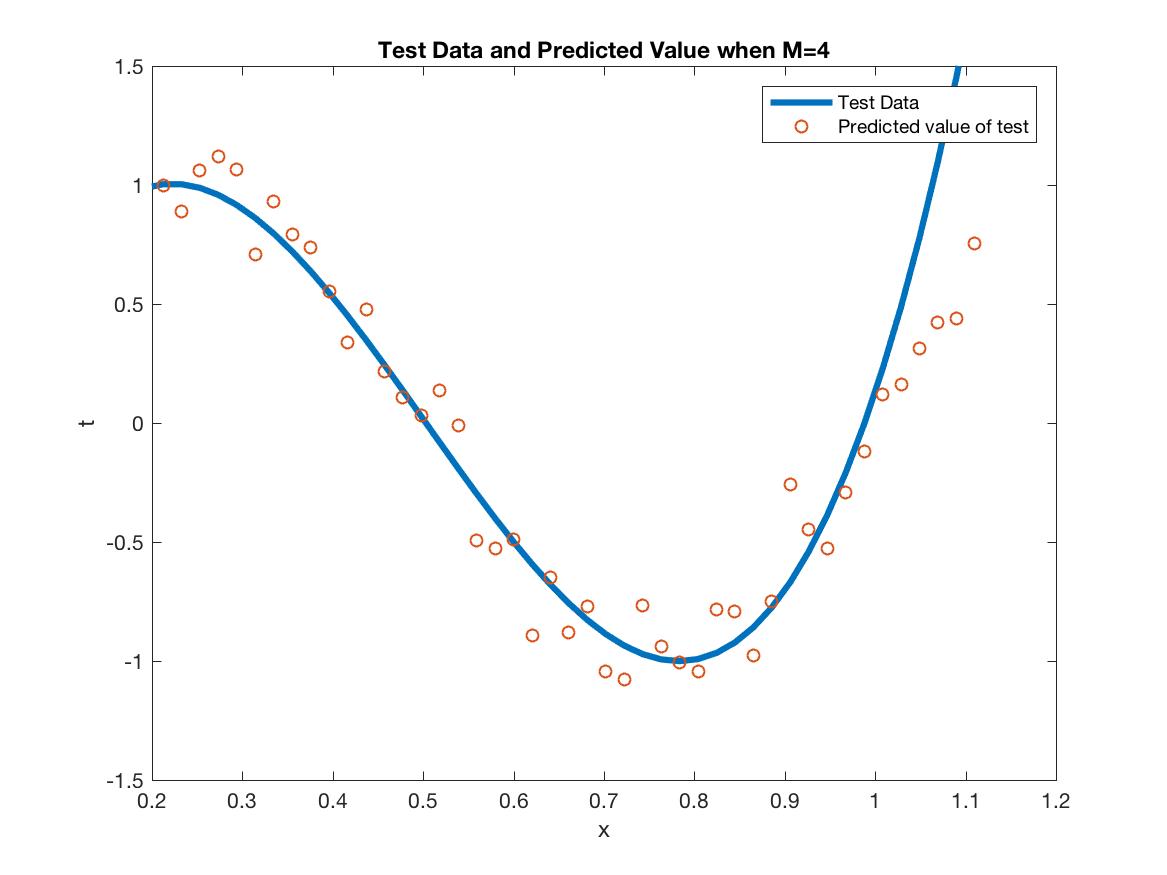 Test Data and Predicted Value when M=4
1.5
1
0.5
0
-0.5
-1
-1.5
t
Test Data
Predicted value of test
0.2 0.3 0.4 0.5 0.6 0.7 0.8 0.9 1 1.1 1.2
x